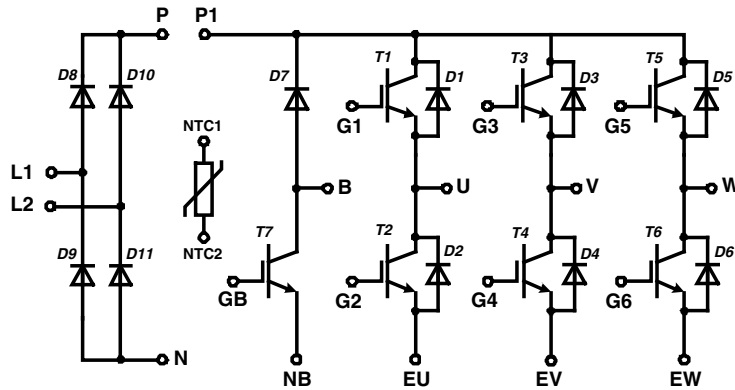 P P1
D8 D10 D7 T1 D1 T3 D3 T5 D5
G1 G3 G5
NTC1
L1
L2
B U V W
NTC2
D9 D11 T7 T2 D2 T4 D4 T6 D6
GB G2 G4 G6
N
NB EU EV EW